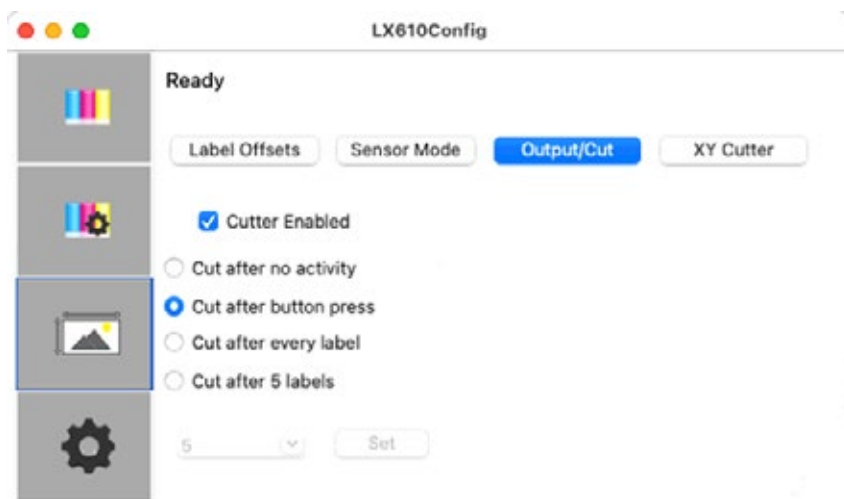 LX610Config
Ready
Label Offsets Sensor Mode Output/Cut XY Cutter
Cutter Enabled
Cut after no activity
Cut after button press
Cut after every label
Cut after 5 labels
5 Set